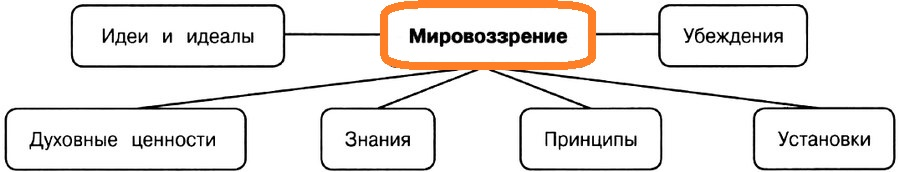 Идеи и идеалы
Мировоззрение
Убеждения
Духовные ценности
Знания
Принципы
Установки